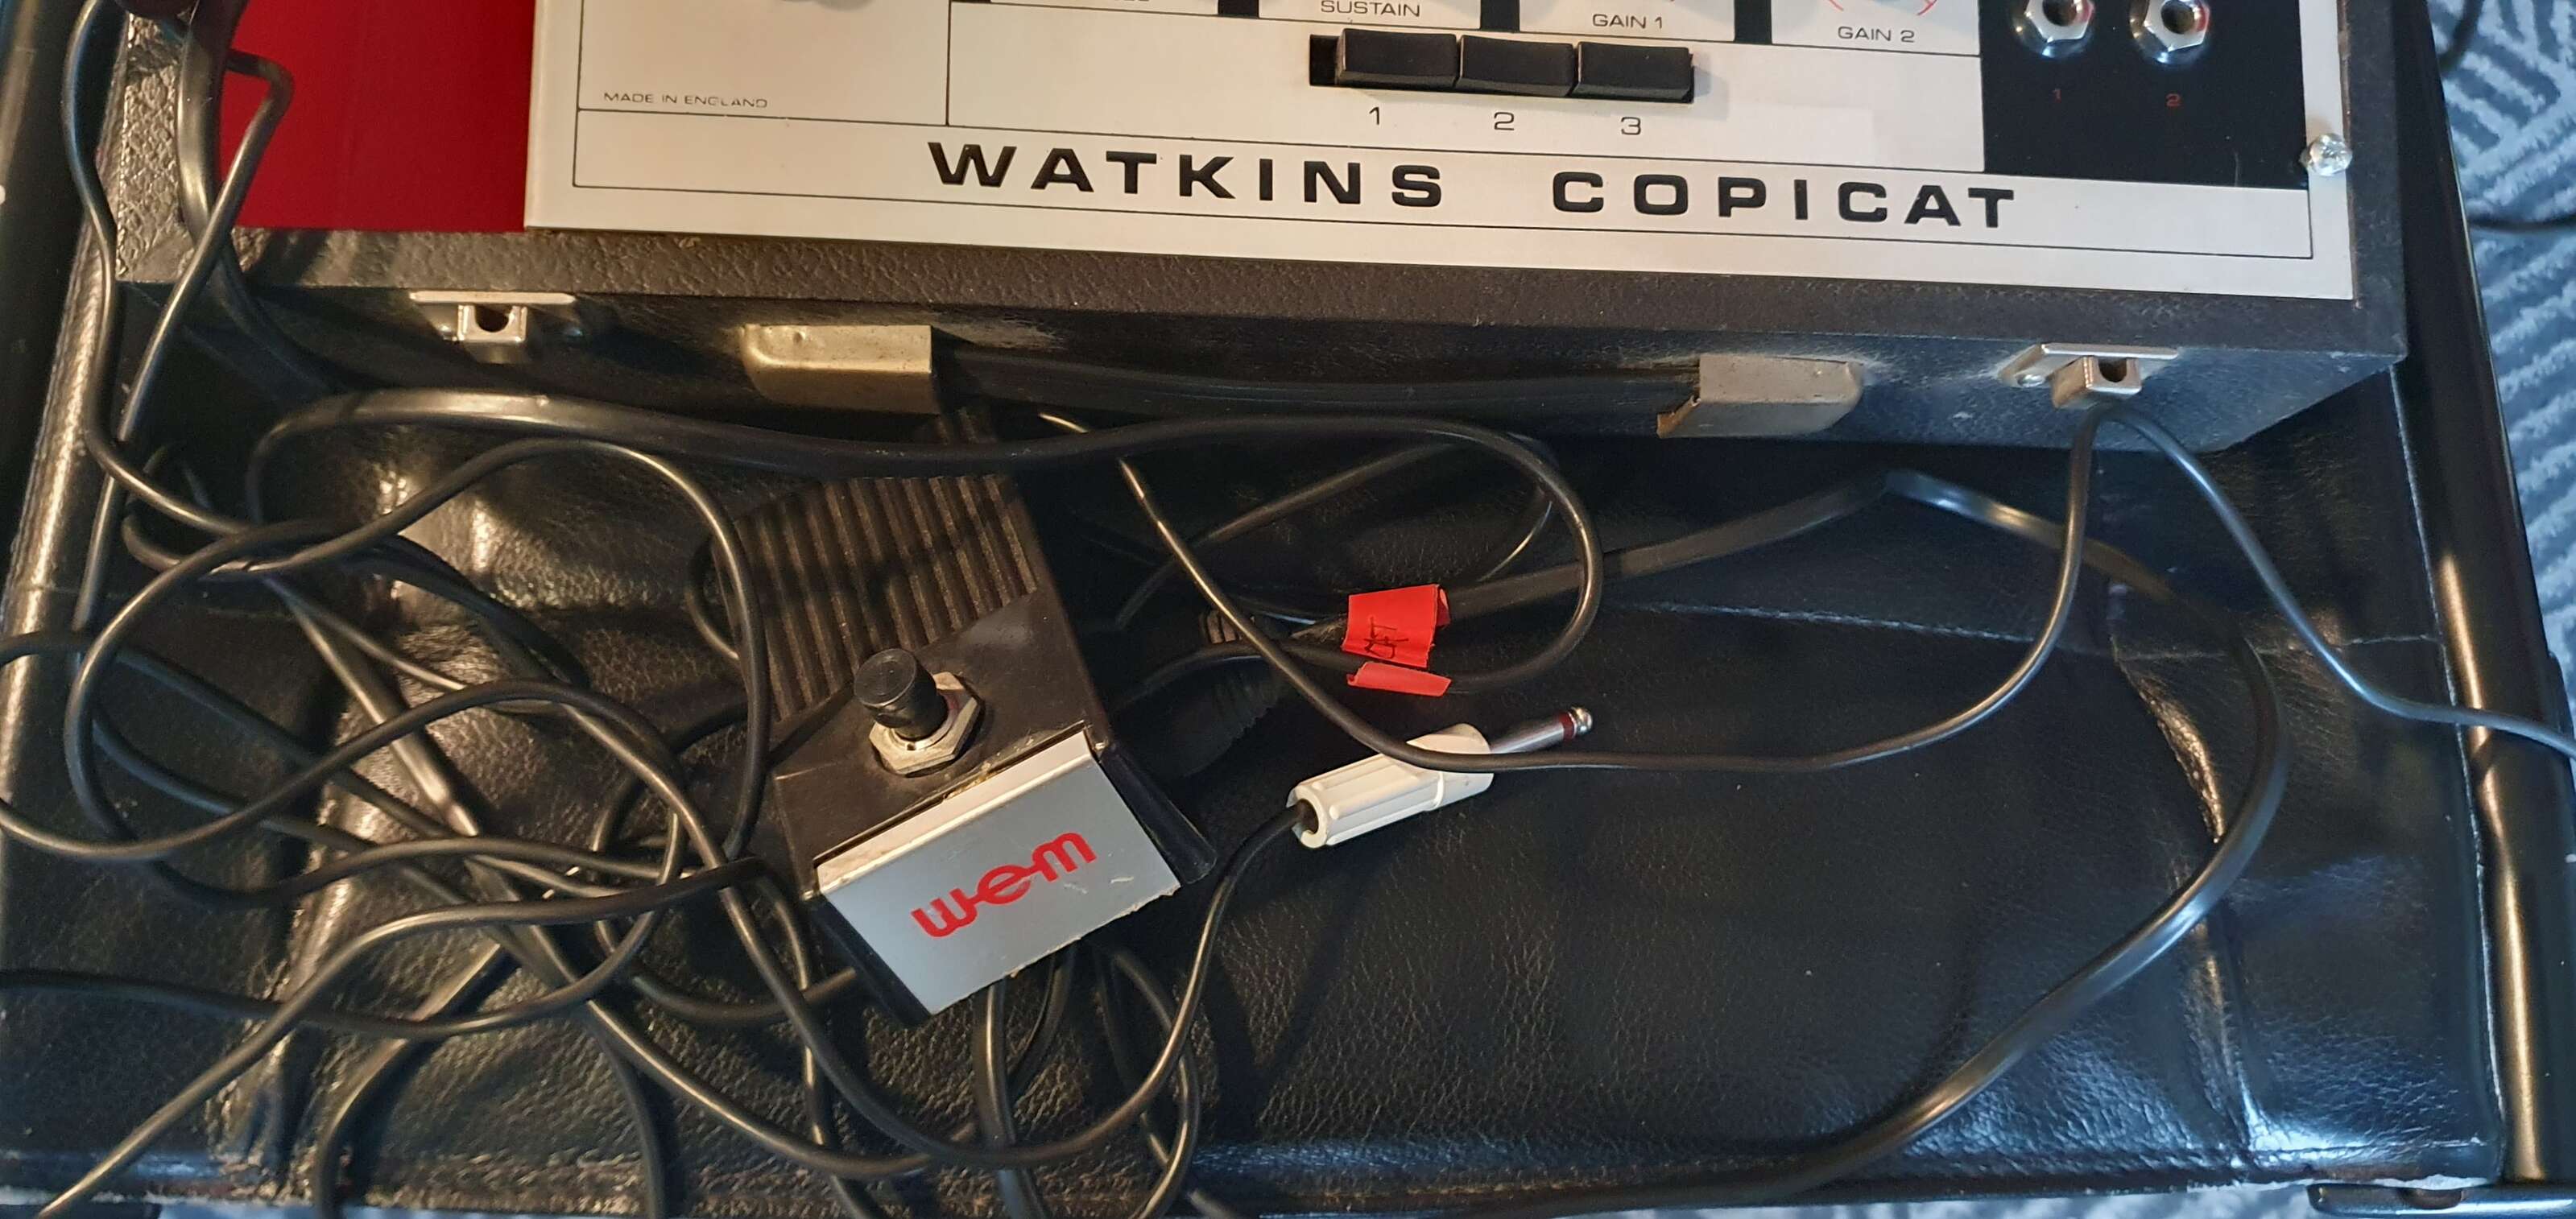 SUSTAIN
GAIN 1
GAIN 2
MADE IN ENGLAND
1
2
3
1
2
WATKINS COPICAT
wem